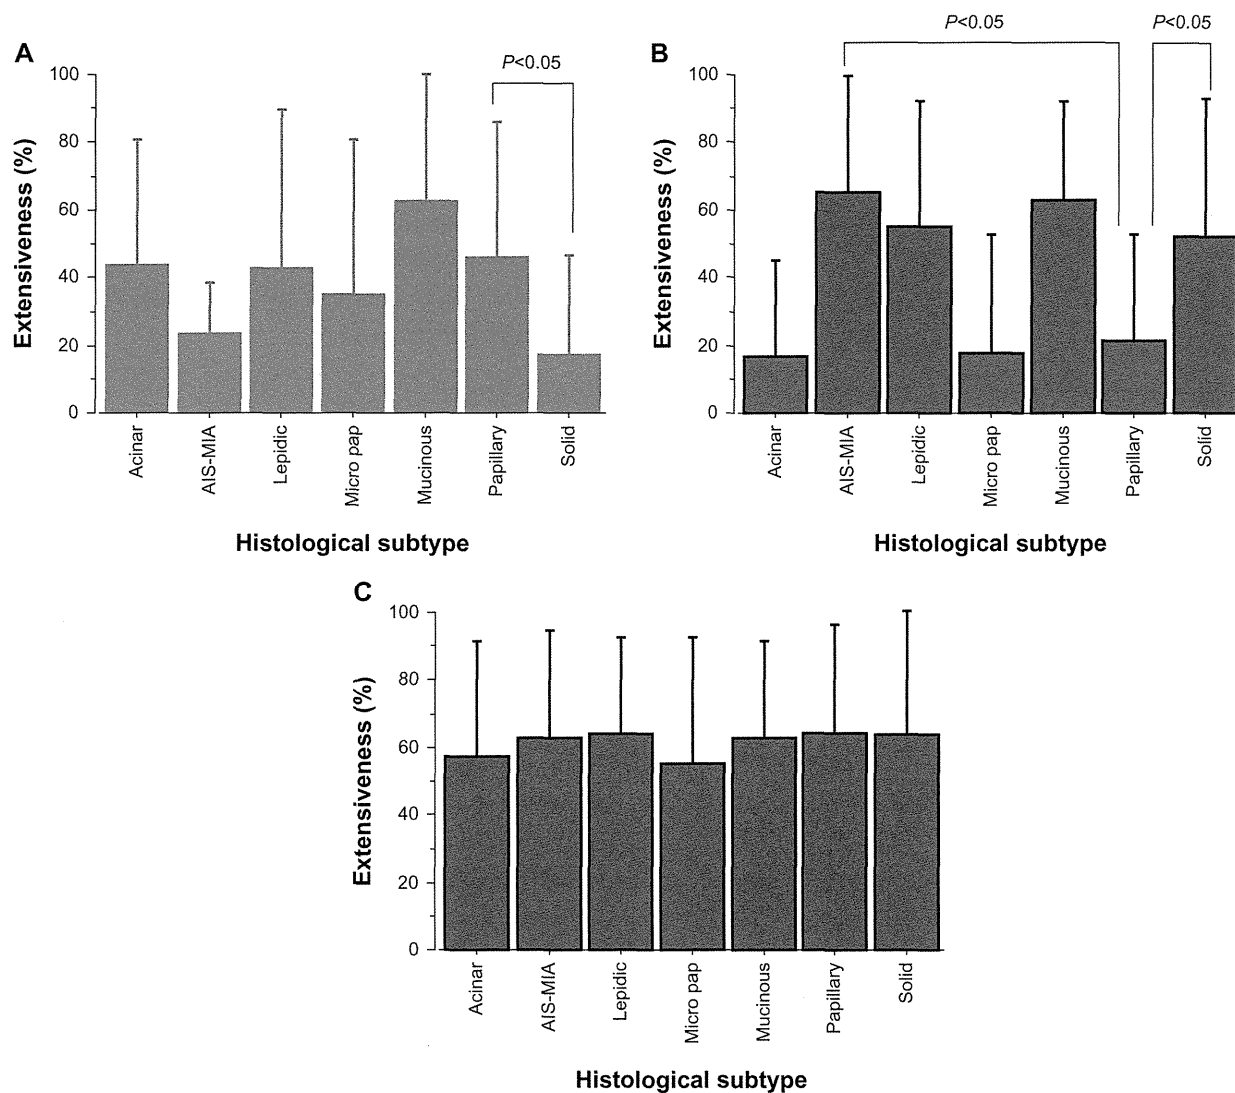 A
P<0.05
Extensiveness (%)
100
80
60
40
20
0
Acinar
AIS-MIA
Lepidic
Micro pap
Mucinous
Papillary
Solid
Histological subtype
B
P<0.05
P<0.05
Extensiveness (%)
100
80
60
40
20
0
Acinar
AIS-MIA
Lepidic
Micro pap
Mucinous
Papillary
Solid
Histological subtype
C
Extensiveness (%)
100
80
60
40
20
0
Acinar
AIS-MIA
Lepidic
Micro pap
Mucinous
Papillary
Solid
Histological subtype